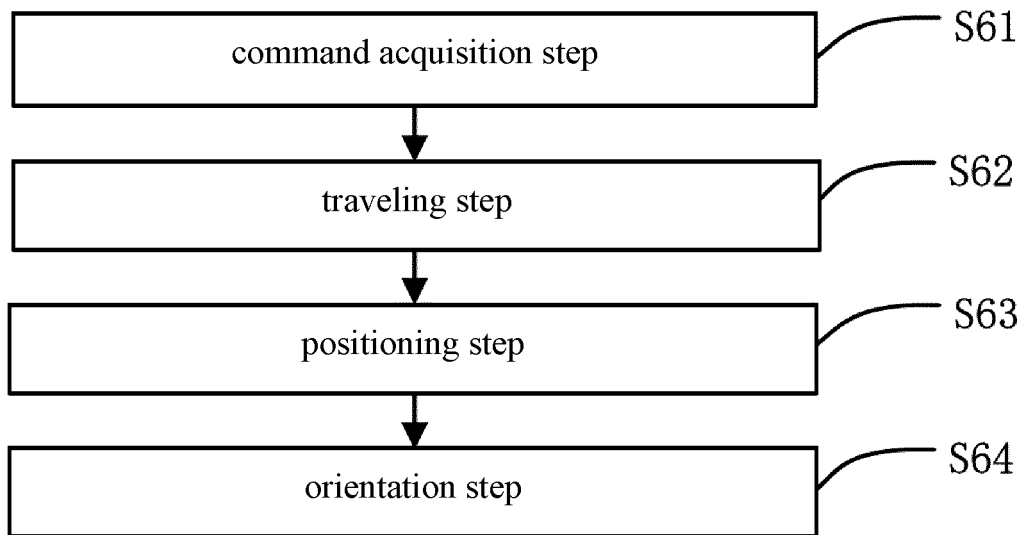 command acquisition step
S61
traveling step
S62
positioning step
S63
orientation step
S64